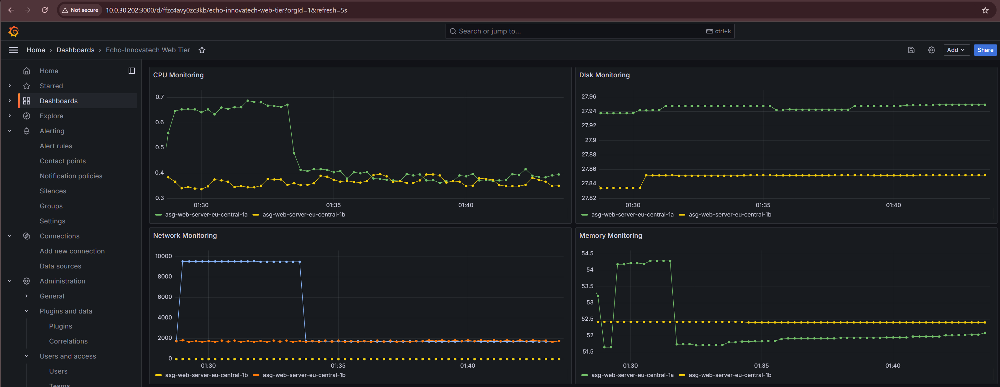 Not secure 10.0.30.202:3000/d/ffzc4avy0zc3kb/echo-innovatech-web-tier?orgId=1&refresh=5s
Search or jump to... ctrl+k
Home › Dashboards › Echo-Innovatech Web Tier
Add
Share
Home
Starred
Dashboards
Explore
Alerting
Alert rules
Contact points
Notification policies
Silences
Groups
Settings
Connections
Add new connection
Data sources
Administration
General
Plugins and data
Plugins
Correlations
Users and access
Users
Teams
CPU Monitoring
0.7
0.6
0.5
0.4
0.3
01:30 01:35 01:40
asg-web-server-eu-central-1a asg-web-server-eu-central-1b
DIsk Monitoring
27.96
27.94
27.92
27.9
27.88
27.86
27.84
27.82
01:30 01:35 01:40
asg-web-server-eu-central-1a asg-web-server-eu-central-1b
Network Monitoring
10000
8000
6000
4000
2000
0
01:30 01:35 01:40
asg-web-server-eu-central-1b asg-web-server-eu-central-1b
Memory Monitoring
54.5
54
53.5
53
52.5
52
51.5
01:30 01:35 01:40
asg-web-server-eu-central-1a asg-web-server-eu-central-1b